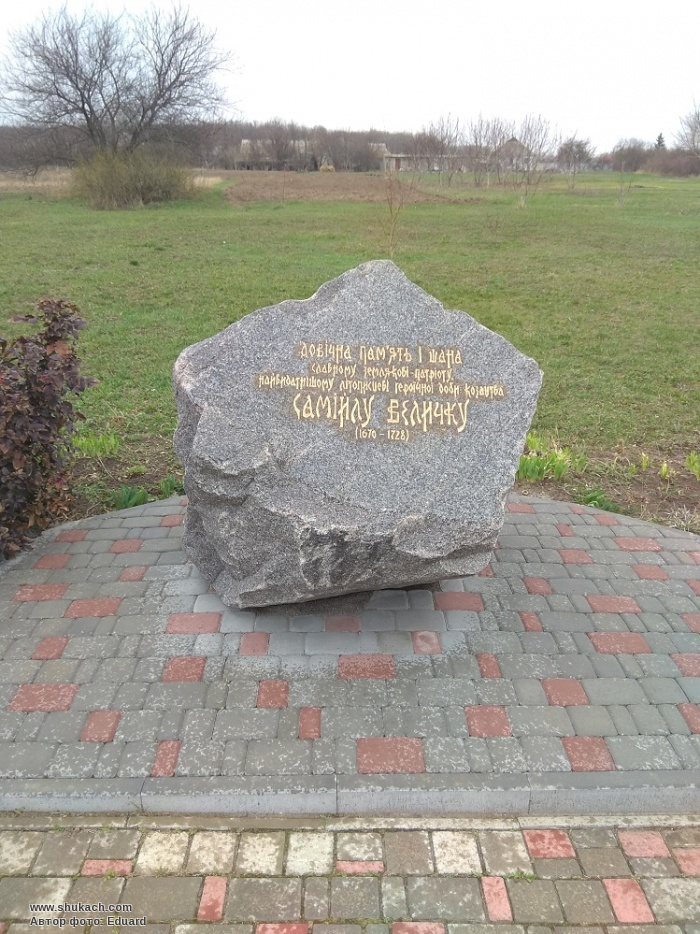 Довічна пам'ять і шана
славному землякові-патріоту,
найвидатнішому літописцеві героїчної доби козацтва
Самійлу Величку
(1670 - 1728)
www.shukach.com
Автор фото: Eduard